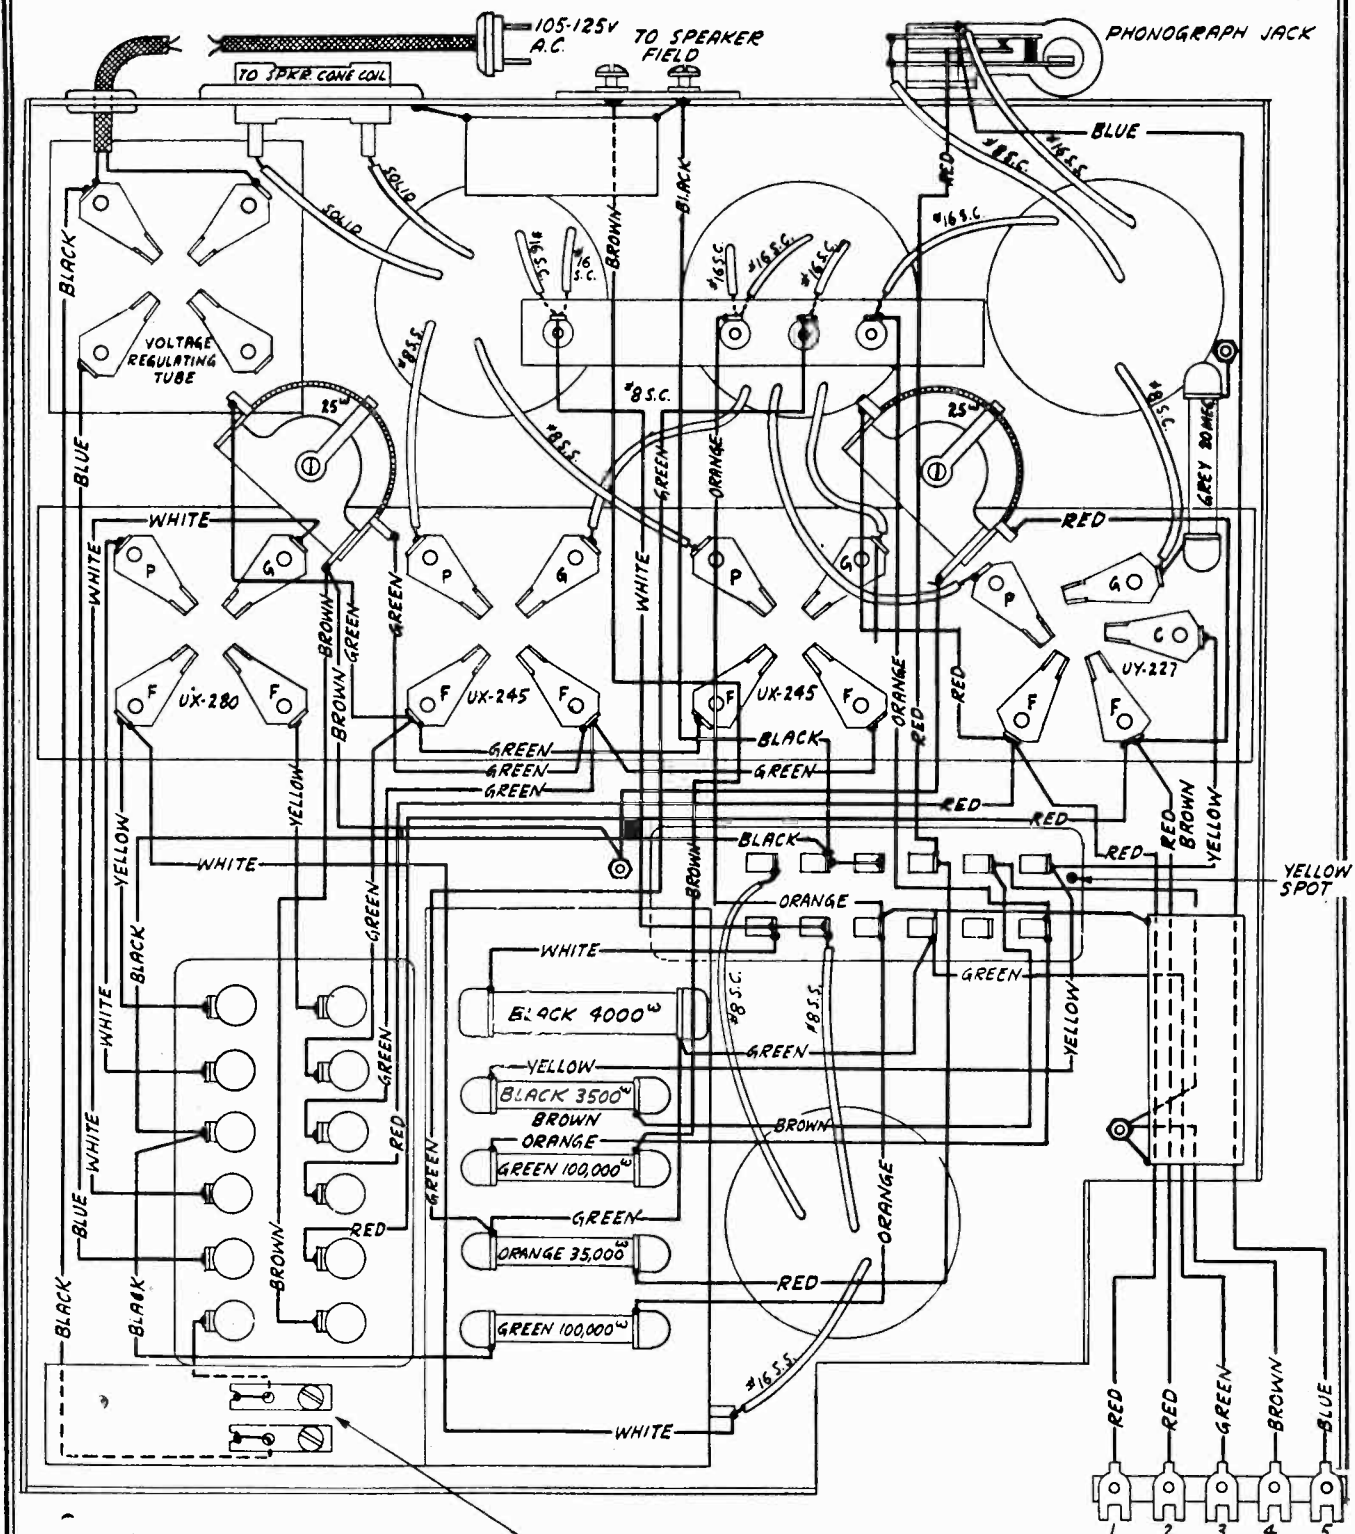 105-125V
A.C.
TO SPEAKER
FIELD
PHONOGRAPH JACK
TO SPKR. CONE COIL
BLUE
#8 S.C.
#16 S.S.
RED
BLACK
SOLID
SOLID
BLACK
BROWN
#16 S.C.
#16 S.C.
#16 S.C.
#16 S.C.
#16 S.C.
#16 S.C.
VOLTAGE
REGULATING
TUBE
#8 S.S.
25ω
#8 S.C.
25ω
#8 S.C.
GREY 20 MEG
#8 S.S.
BLUE
GREEN
ORANGE
WHITE
RED
WHITE
P
G
P
G
P
G
P
G
C
BROWN
GREEN
GREEN
WHITE
BROWN
F
UX-280
F
F
UX-245
F
F
UX-245
F
F
F
UY-227
ORANGE
RED
RED
GREEN
BLACK
GREEN
GREEN
GREEN
YELLOW
YELLOW
RED
RED
RED
BROWN
YELLOW
WHITE
BLACK
BROWN
RED
YELLOW
SPOT
ORANGE
GREEN
BLACK
WHITE
GREEN
WHITE
BLACK 4000ω
#8 S.C.
#8 S.S.
YELLOW
GREEN
GREEN
YELLOW
BLACK 3500ω
BROWN
BROWN
ORANGE
GREEN 100,000ω
WHITE
RED
GREEN
ORANGE
BLUE
GREEN
RED
BROWN
ORANGE 35,000ω
RED
BLACK
BLACK
GREEN 100,000ω
#16 S.S.
WHITE
RED
RED
GREEN
BROWN
BLUE
1 2 3 4 5